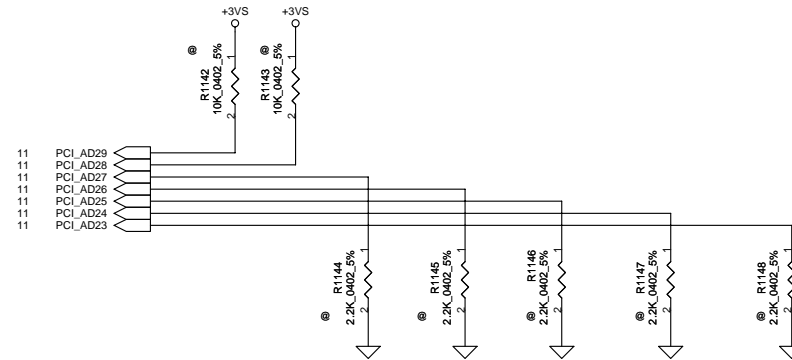 +3VS +3VS
@ 1 R1142 10K_0402_5% 2
@ 1 R1143 10K_0402_5% 2
11 PCI_AD29
11 PCI_AD28
11 PCI_AD27
11 PCI_AD26
11 PCI_AD25
11 PCI_AD24
11 PCI_AD23
@ 1 R1144 2.2K_0402_5% 2
@ 1 R1145 2.2K_0402_5% 2
@ 1 R1146 2.2K_0402_5% 2
@ 1 R1147 2.2K_0402_5% 2
@ 1 R1148 2.2K_0402_5% 2